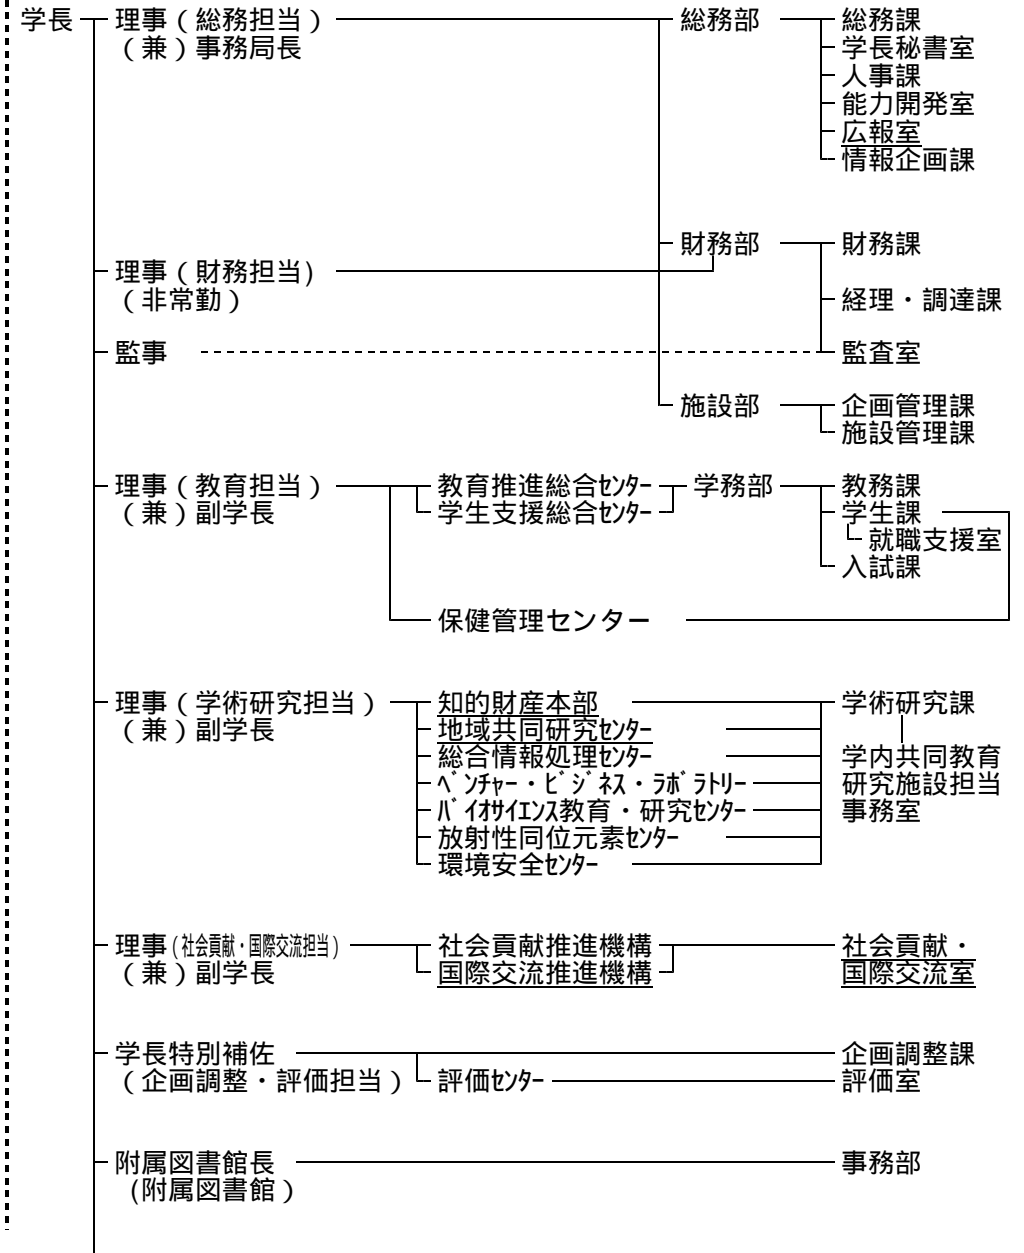 学長 理事（総務担当） 総務部 総務課
（兼）事務局長 学長秘書室
人事課
能力開発室
広報室
情報企画課
財務部 財務課
理事（財務担当)
（非常勤） 経理・調達課
監事 監査室
施設部 企画管理課
施設管理課
理事（教育担当） 教育推進総合ｾﾝﾀｰ 学務部 教務課
（兼）副学長 学生支援総合ｾﾝﾀｰ 学生課
就職支援室
入試課
保健管理センター
理事（学術研究担当） 知的財産本部 学術研究課
（兼）副学長 地域共同研究ｾﾝﾀｰ
総合情報処理ｾﾝﾀｰ 学内共同教育
ﾍﾞﾝﾁｬｰ・ﾋﾞｼﾞﾈｽ・ﾗﾎﾞﾗﾄﾘｰ 研究施設担当
ﾊﾞｲｵｻｲｴﾝｽ教育・研究ｾﾝﾀｰ 事務室
放射性同位元素ｾﾝﾀｰ
環境安全ｾﾝﾀｰ
理事（社会貢献・国際交流担当） 社会貢献推進機構 社会貢献・
（兼）副学長 国際交流推進機構 国際交流室
学長特別補佐 企画調整課
（企画調整・評価担当） 評価ｾﾝﾀｰ 評価室
附属図書館長 事務部
(附属図書館）